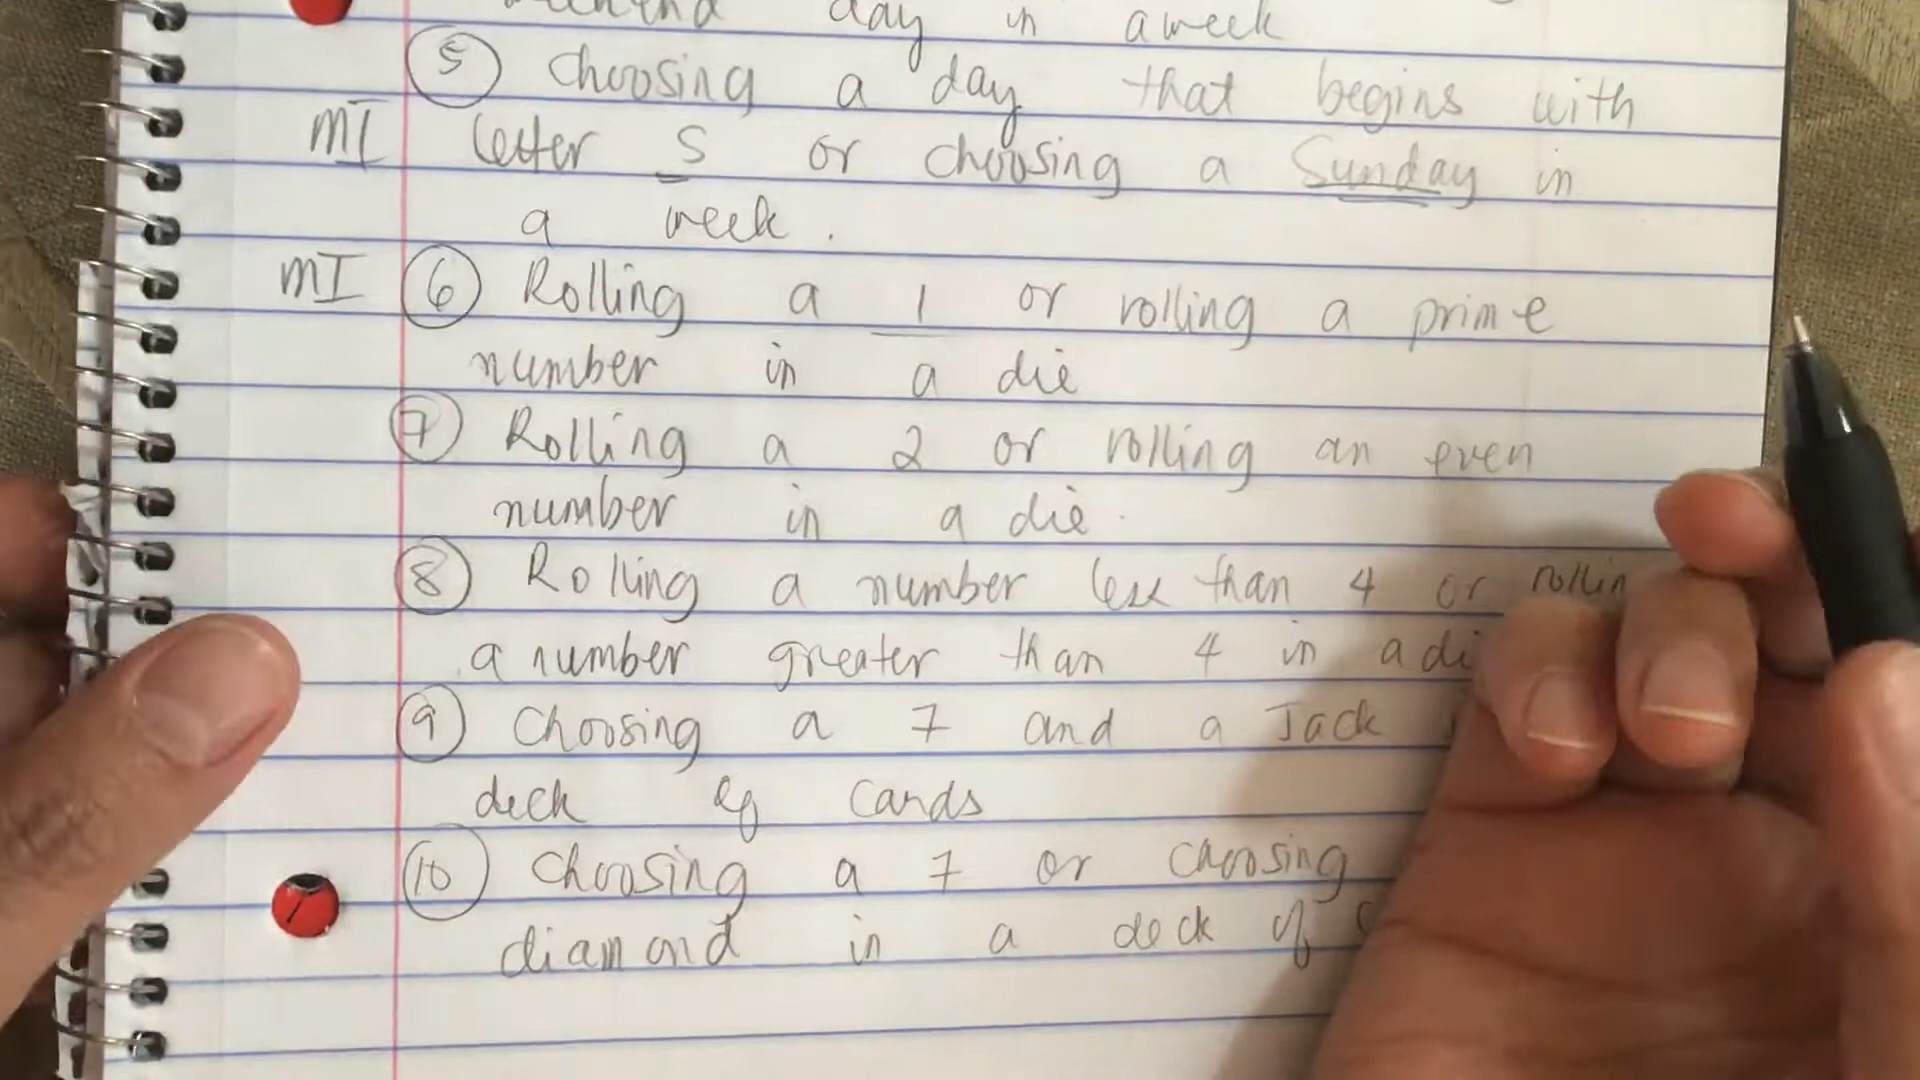 day in a week
⑤ Choosing a day that begins with
MI letter S or choosing a Sunday in
a week.
MI ⑥ Rolling a 1 or rolling a prime
number in a die
⑦ Rolling a 2 or rolling an even
number in a die.
⑧ Rolling a number less than 4 or
a number greater than 4 in a
⑨ Choosing a 7 and a Jack
deck of cards
⑩ Choosing a 7 or choosing
diamond in a deck of